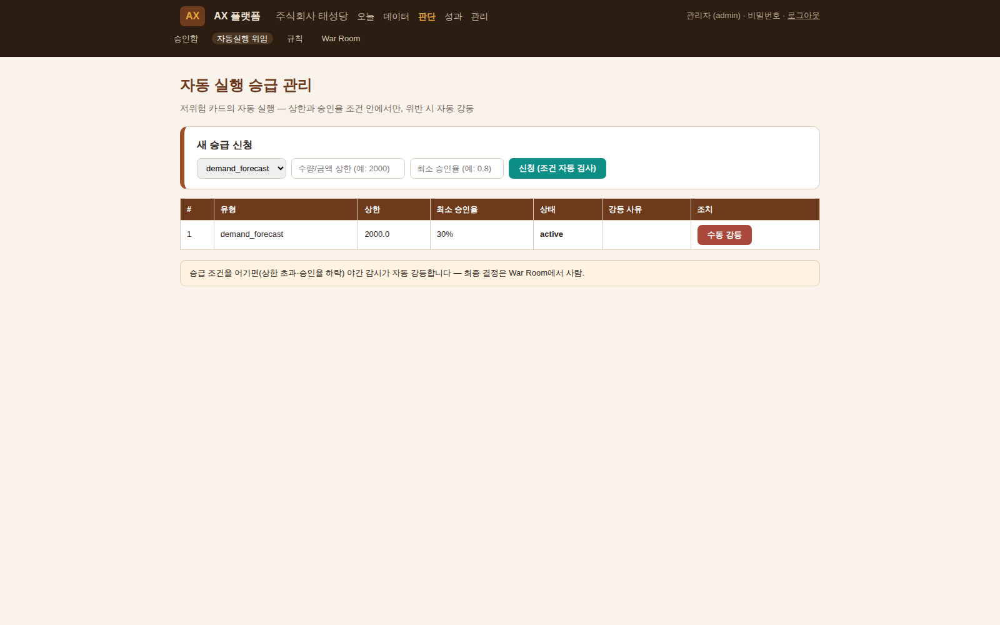 AX AX 플랫폼 주식회사 태성당 오늘 데이터 판단 성과 관리 관리자 (admin) · 비밀번호 · 로그아웃
승인함 자동실행 위임 규칙 War Room
자동 실행 승급 관리
저위험 카드의 자동 실행 — 상한과 승인율 조건 안에서만, 위반 시 자동 강등
새 승급 신청
demand_forecast 수량/금액 상한 (예: 2000) 최소 승인율 (예: 0.8) 신청 (조건 자동 검사)
# 유형 상한 최소 승인율 상태 강등 사유 조치
1 demand_forecast 2000.0 30% active 수동 강등
승급 조건을 어기면(상한 초과·승인율 하락) 야간 감시가 자동 강등합니다 — 최종 결정은 War Room에서 사람.